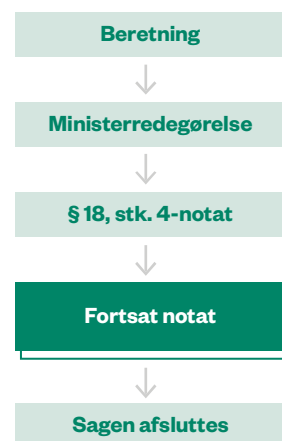 Beretning
Ministerredegørelse
§ 18, stk. 4-notat
Fortsat notat
Sagen afsluttes